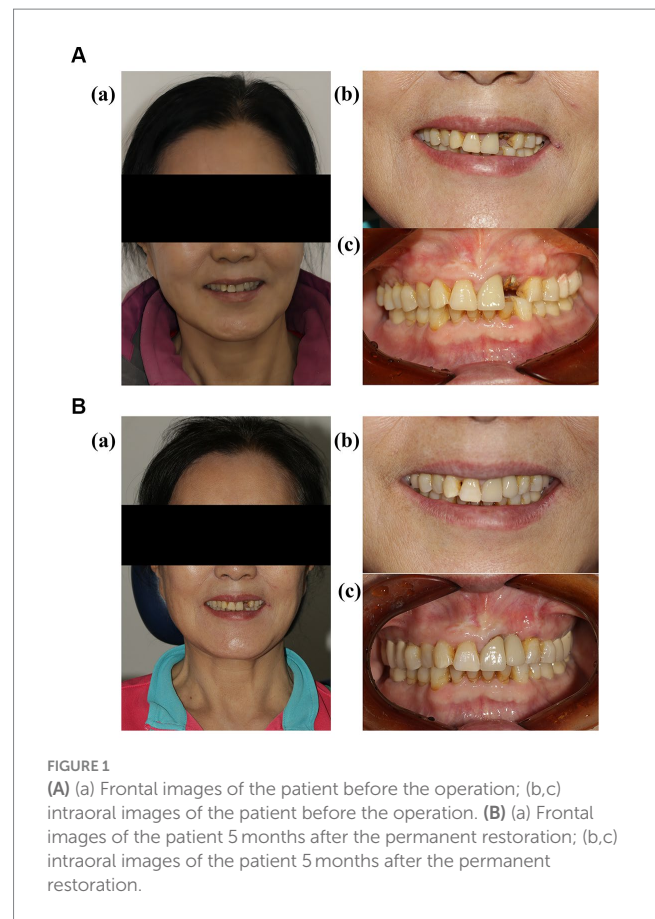 A
(a)
(b)
(c)
B
(a)
(b)
(c)
FIGURE 1
(A) (a) Frontal images of the patient before the operation; (b,c)
intraoral images of the patient before the operation. (B) (a) Frontal
images of the patient 5 months after the permanent restoration; (b,c)
intraoral images of the patient 5 months after the permanent
restoration.